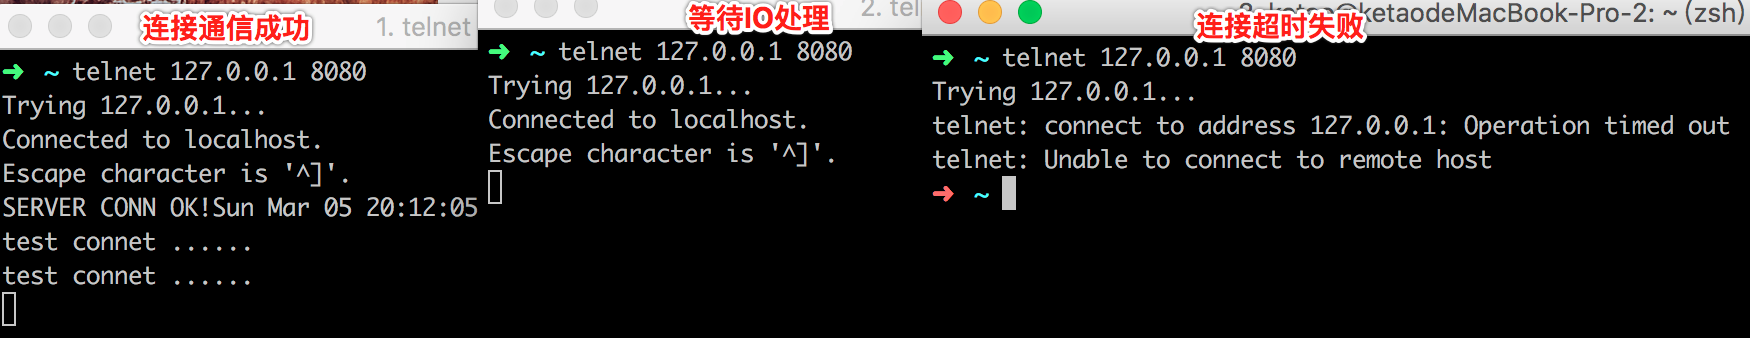 连接通信成功
1. telnet
➜ ~ telnet 127.0.0.1 8080
Trying 127.0.0.1...
Connected to localhost.
Escape character is '^]'.
SERVER CONN OK!Sun Mar 05 20:12:05
test connet ......
test connet ......
等待IO处理
2. tel
➜ ~ telnet 127.0.0.1 8080
Trying 127.0.0.1...
Connected to localhost.
Escape character is '^]'.
连接超时失败
ketaodeMacBook-Pro-2: ~ (zsh)
➜ ~ telnet 127.0.0.1 8080
Trying 127.0.0.1...
telnet: connect to address 127.0.0.1: Operation timed out
telnet: Unable to connect to remote host
➜ ~